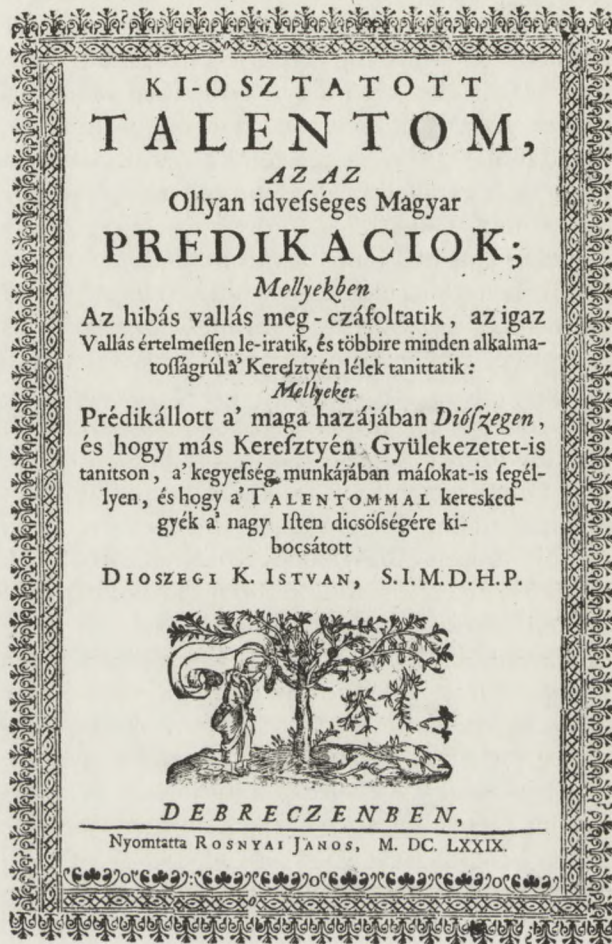 KI-OSZTATOTT
TALENTOM,
AZ AZ
Ollyan idveſséges Magyar
PREDIKACIOK;
Mellyekben
Az hibás vallás meg-czáfoltatik, az igaz
Vallás értelmeſſen le-iratik, és többire minden alkalma-
toſſágrúl a' Kereſztyén lélek tanittatik:
Mellyeket
Prédikállott a' maga hazájában Dióſzegen,
és hogy más Kereſztyén Gyülekezetet-is
tanitson, a' kegyeſség munkájában máſokat-is ſegél-
lyen, és hogy a' TALENTOMMAL keresked-
gyék a' nagy Iſten dicsöſségére ki-
bocsátott
DIOSZEGI K. ISTVAN, S.I.M.D.H.P.
DEBRECZENBEN,
Nyomtatta ROSNYAI JANOS, M. DC. LXXIX.